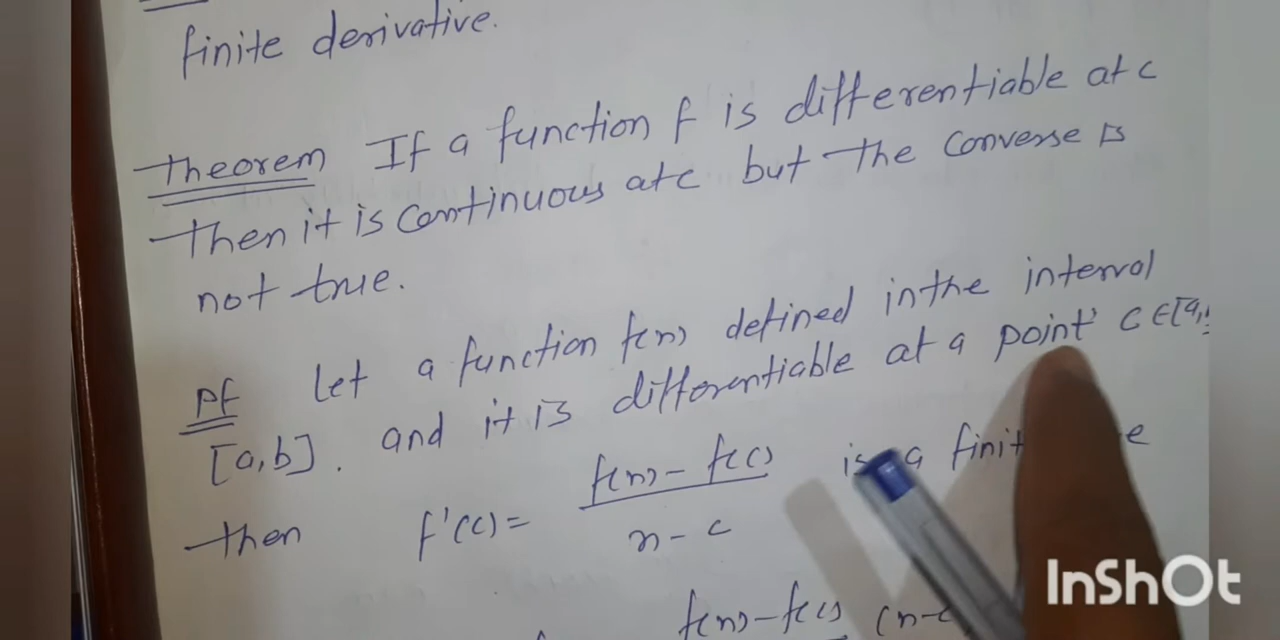 finite derivative.
Theorem If a function f is differentiable at c
Then it is continuous at c but the converse is
not true.
Pf Let a function f(x) defined in the interval
[a,b]. and it is differentiable at a point c ∈ [a,
then f'(c) = f(x) - f(c) / x - c is a finite
f(x) - f(c) (x-c
InShOt